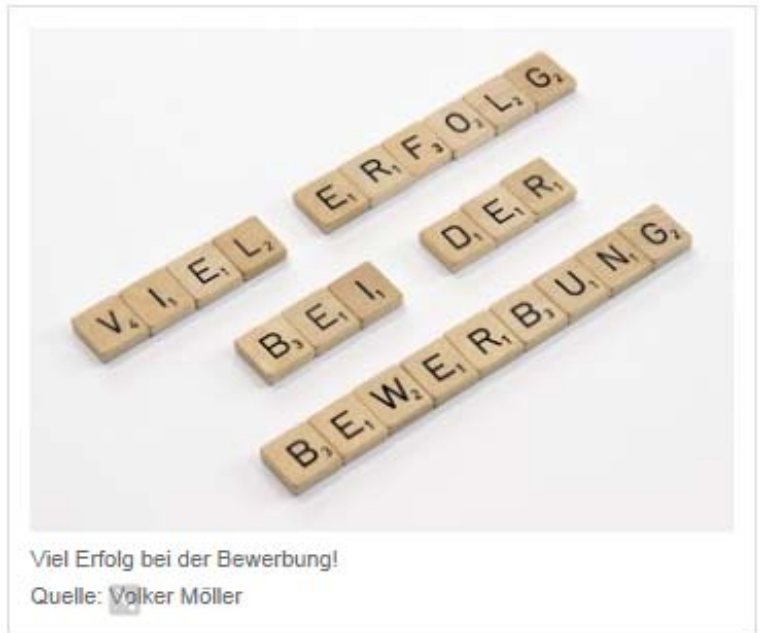 VIEL ERFOLG
BEI DER
BEWERBUNG
Viel Erfolg bei der Bewerbung!
Quelle: Volker Möller